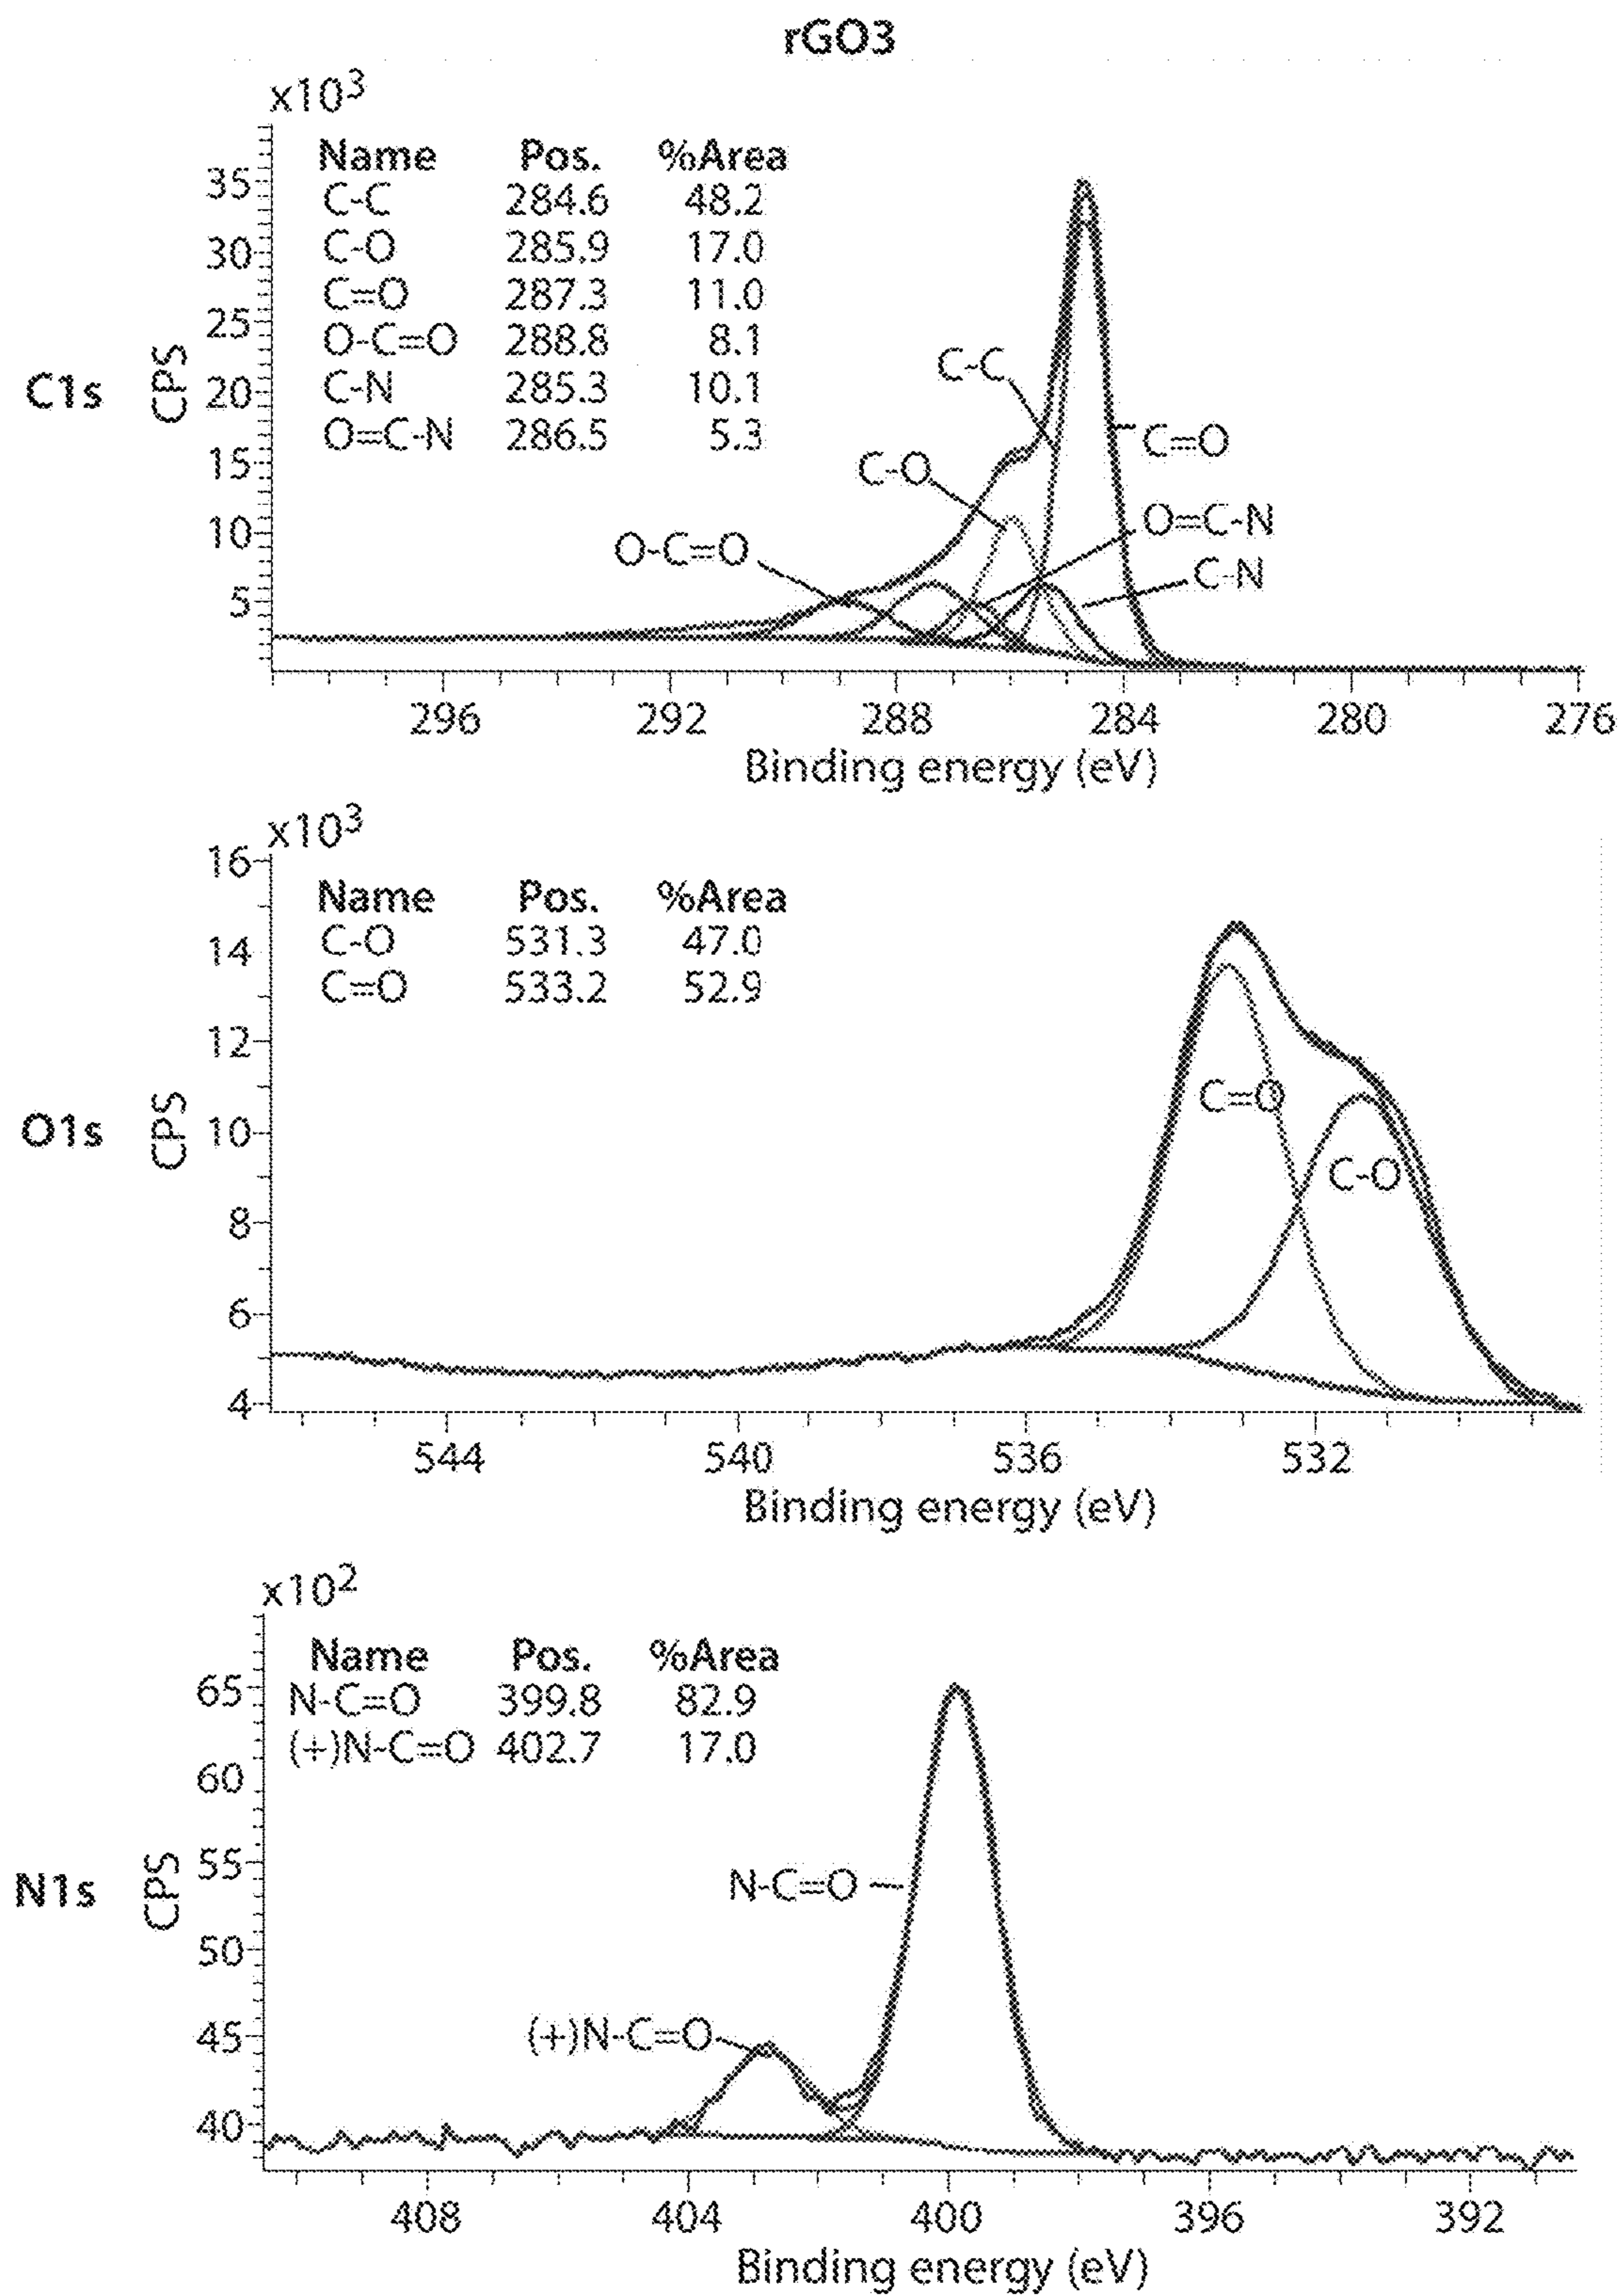 rGO3
x10³
Name Pos. %Area
C-C 284.6 48.2
C-O 285.9 17.0
C=O 287.3 11.0
O-C=O 288.8 8.1
C-N 285.3 10.1
O=C-N 286.5 5.3
35
30
25
20
15
10
5
C1s
CPS
C-C
C=O
C-O
O=C-N
O-C=O
C-N
296 292 288 284 280 276
Binding energy (eV)
x10³
Name Pos. %Area
C-O 531.3 47.0
C=O 533.2 52.9
16
14
12
10
8
6
4
O1s
CPS
C=O
C-O
544 540 536 532
Binding energy (eV)
x10²
Name Pos. %Area
N-C=O 399.8 82.9
(+)N-C=O 402.7 17.0
65
60
55
50
45
40
N1s
CPS
N-C=O
(+)N-C=O
408 404 400 396 392
Binding energy (eV)